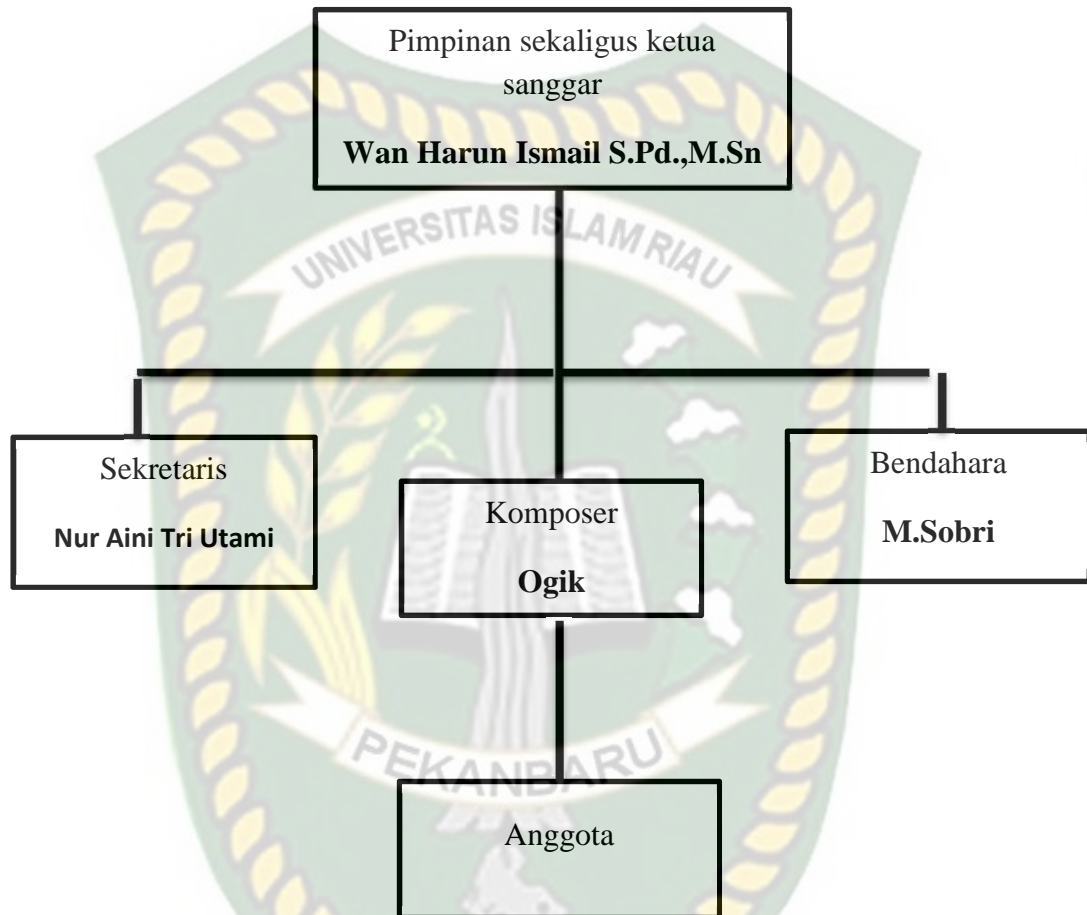 Pimpinan sekaligus ketua
sanggar
Wan Harun Ismail S.Pd.,M.Sn
UNIVERSITAS ISLAM RIAU
Sekretaris
Nur Aini Tri Utami
Komposer
Ogik
Bendahara
M.Sobri
PEKANBARU
Anggota